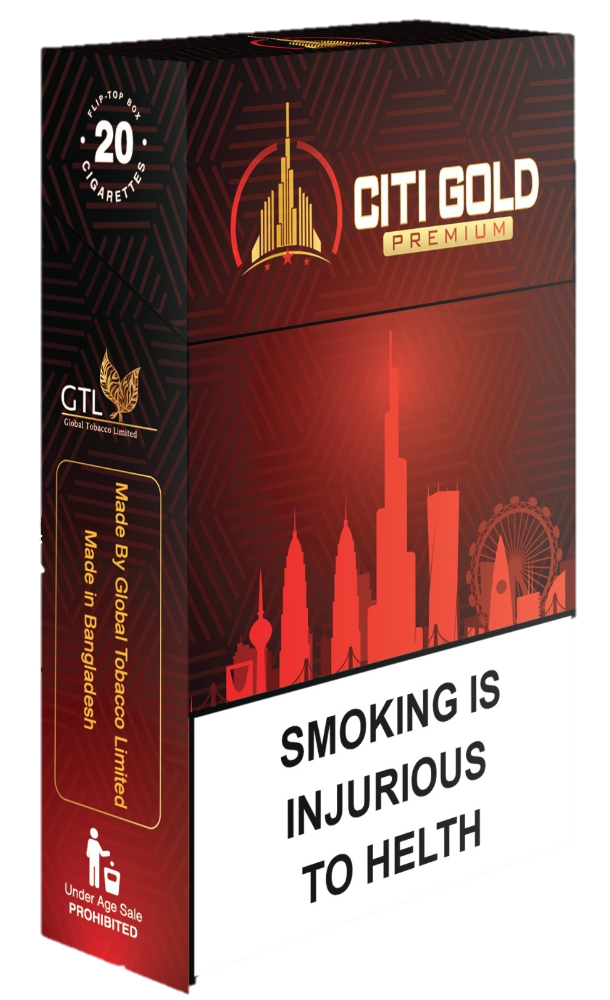 FLIP-TOP BOX
20
CIGARETTES
GTL
Global Tobacco Limited
Made By Global Tobacco Limited
Made in Bangladesh
Under Age Sale
PROHIBITED
CITI GOLD
PREMIUM
SMOKING IS
INJURIOUS
TO HELTH